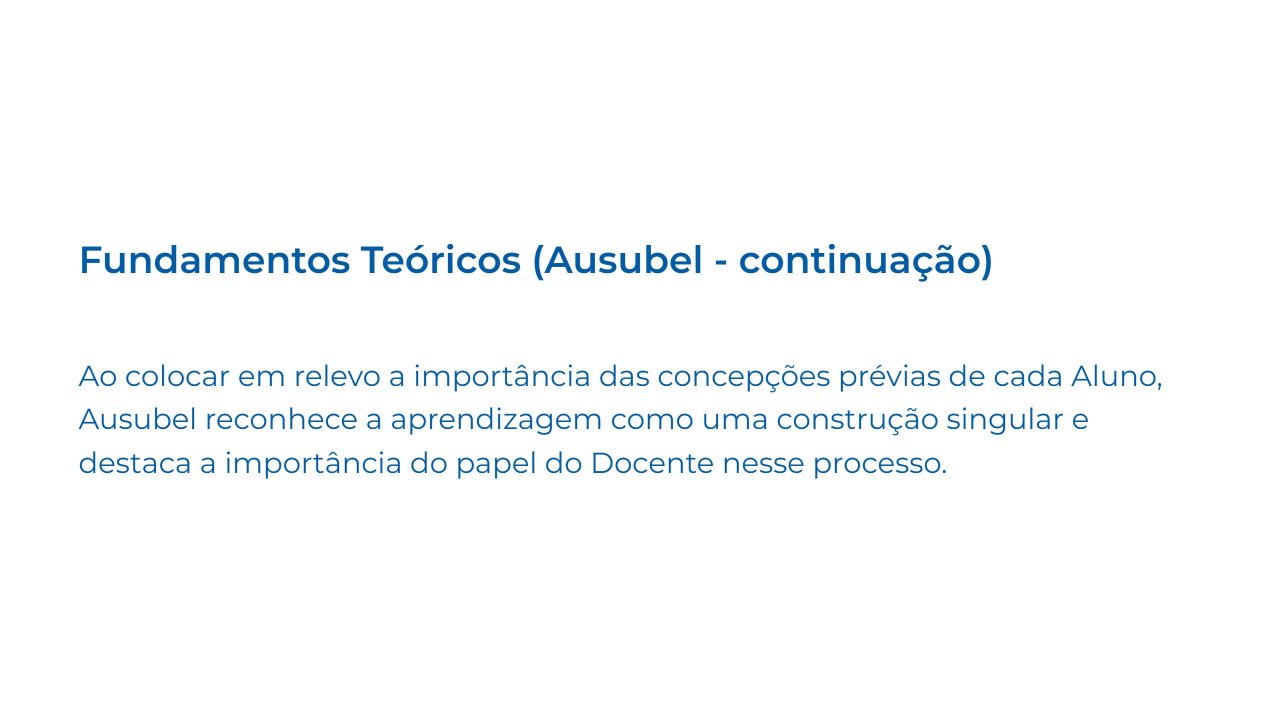 Fundamentos Teóricos (Ausubel - continuação)
Ao colocar em relevo a importância das concepções prévias de cada Aluno,
Ausubel reconhece a aprendizagem como uma construção singular e
destaca a importância do papel do Docente nesse processo.